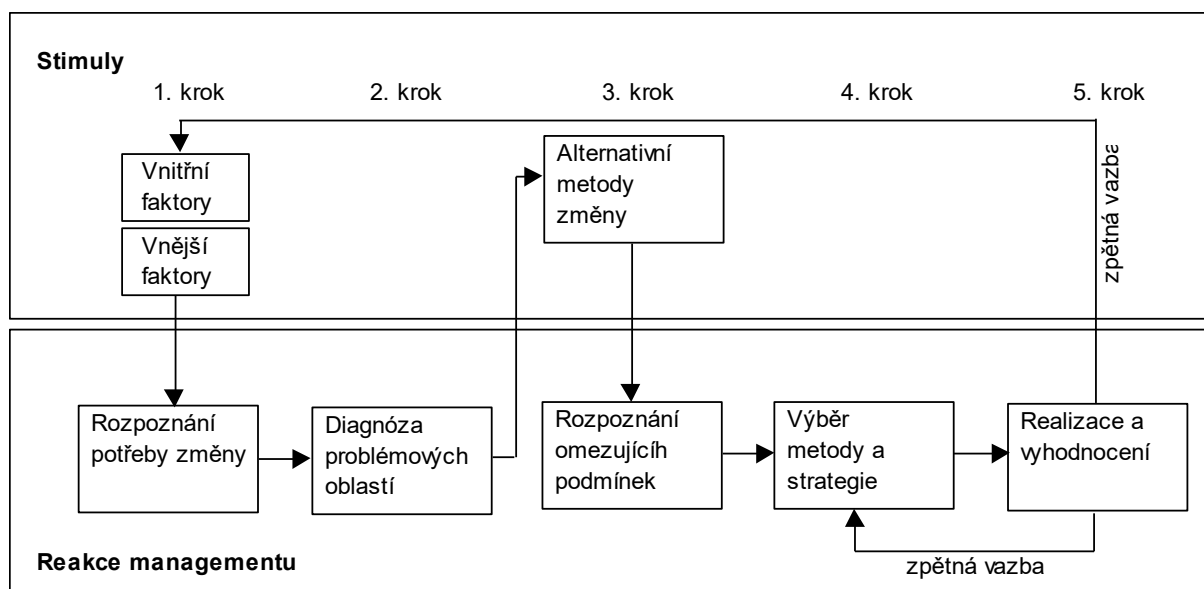 Stimuly
1. krok
2. krok
3. krok
4. krok
5. krok
Vnitřní
faktory
Vnější
faktory
Alternativní
metody
změny
zpětná vazba
Rozpoznání
potřeby změny
Diagnóza
problémových
oblastí
Rozpoznání
omezujících
podmínek
Výběr
metody a
strategie
Realizace a
vyhodnocení
zpětná vazba
Reakce managementu